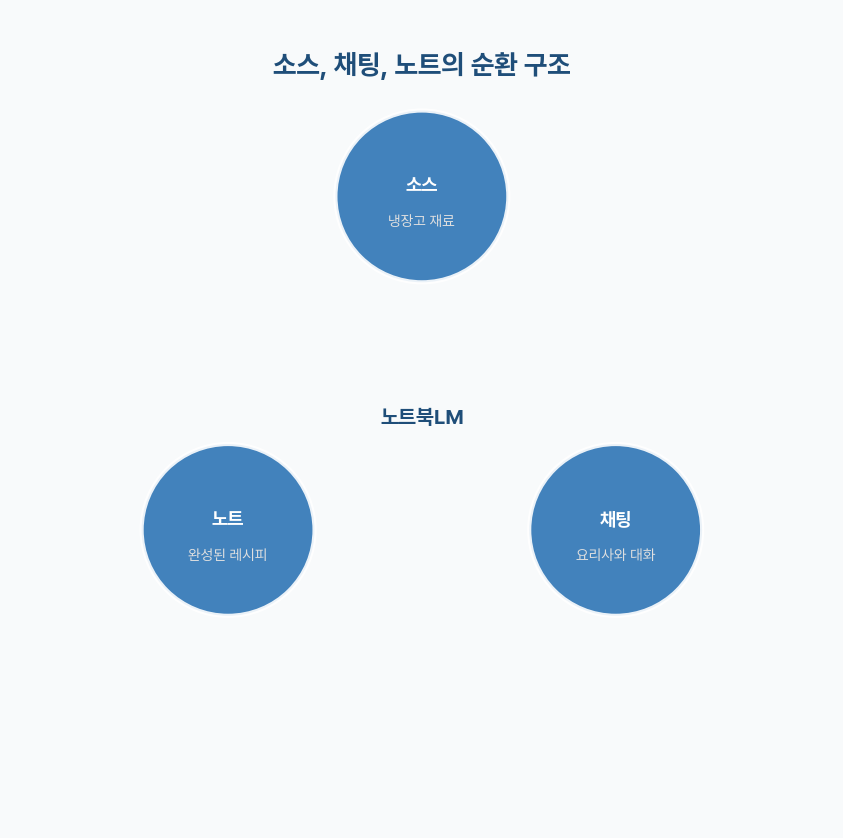 소스, 채팅, 노트의 순환 구조
소스
냉장고 재료
노트북LM
노트
완성된 레시피
채팅
요리사와 대화